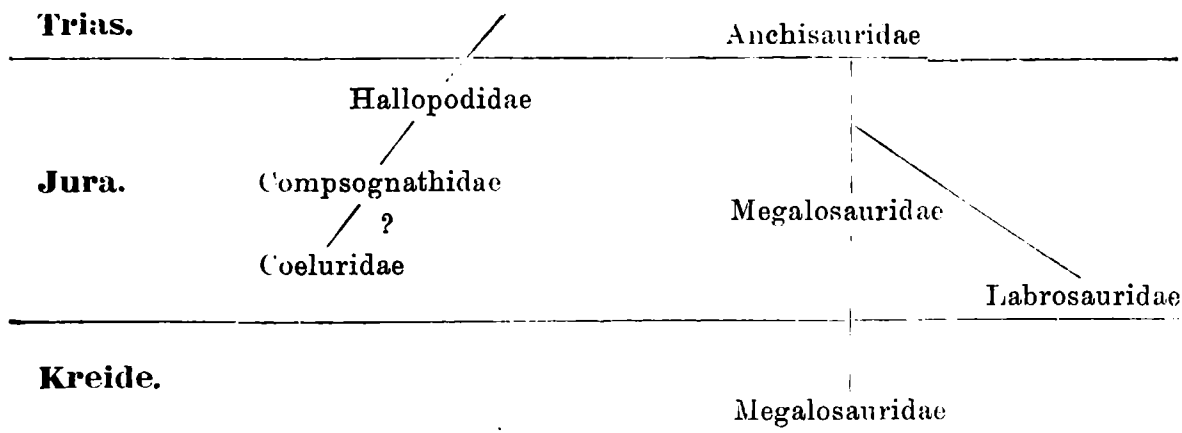 Trias.
Anchisauridae
Hallopodidae
Jura.
Compsognathidae
Megalosauridae
?
Coeluridae
Labrosauridae
Kreide.
Megalosauridae